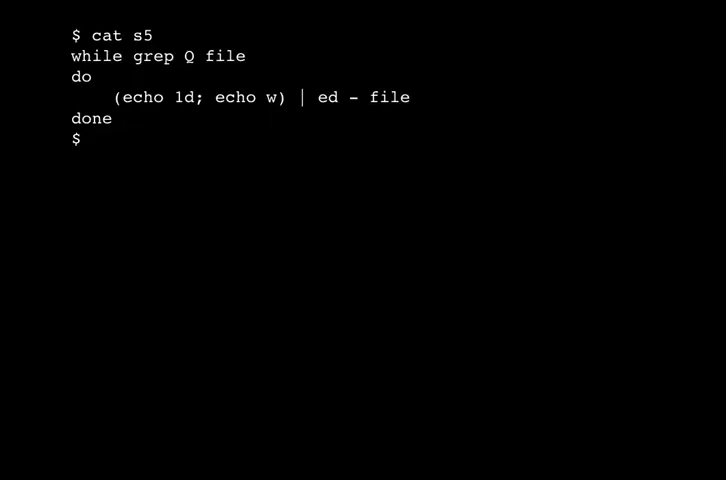 $ cat s5
while grep Q file
do
    (echo 1d; echo w) | ed - file
done
$